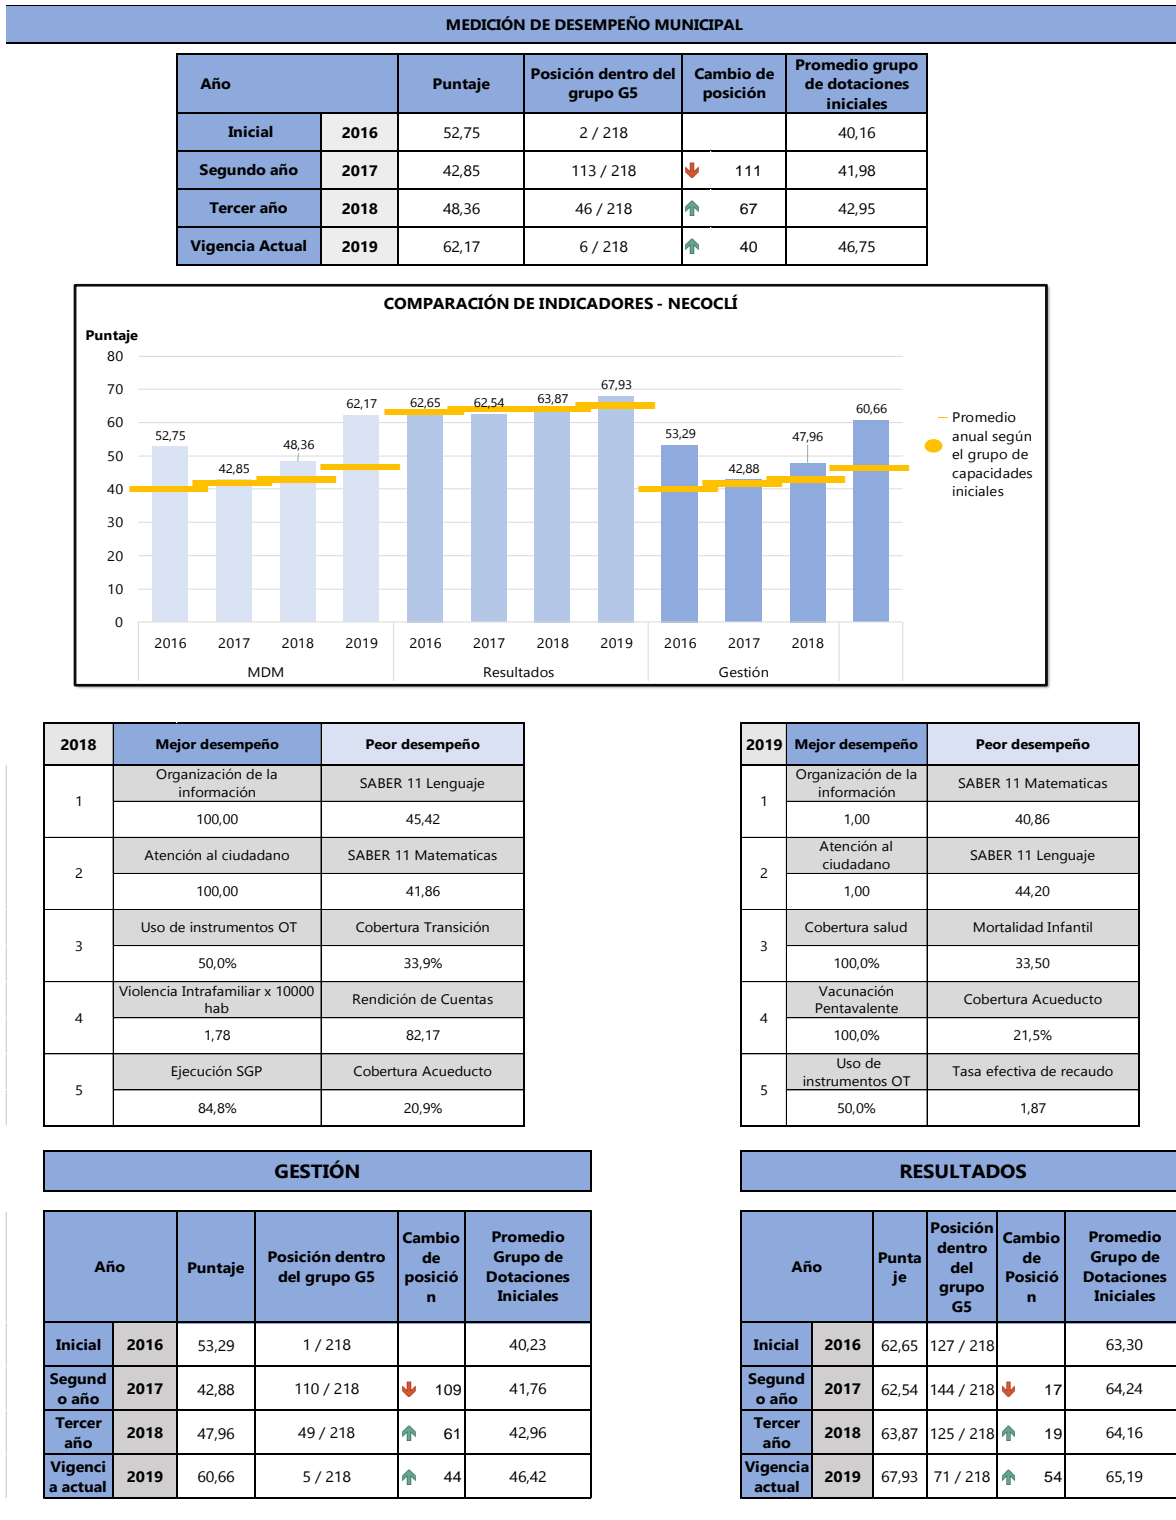 MEDICIÓN DE DESEMPEÑO MUNICIPAL
Año Puntaje Posición dentro del grupo G5 Cambio de posición Promedio grupo de dotaciones iniciales
Inicial 2016 52,75 2 / 218 40,16
Segundo año 2017 42,85 113 / 218 111 41,98
Tercer año 2018 48,36 46 / 218 67 42,95
Vigencia Actual 2019 62,17 6 / 218 40 46,75
COMPARACIÓN DE INDICADORES - NECOCLÍ
Puntaje
80
70
60
50
40
30
20
10
0
52,75 42,85 48,36 62,17 62,65 62,54 63,87 67,93 53,29 42,88 47,96 60,66
2016 2017 2018 2019 2016 2017 2018 2019 2016 2017 2018
MDM Resultados Gestión
Promedio
anual según
el grupo de
capacidades
iniciales
2018 Mejor desempeño Peor desempeño
1 Organización de la información SABER 11 Lenguaje
100,00 45,42
2 Atención al ciudadano SABER 11 Matematicas
100,00 41,86
3 Uso de instrumentos OT Cobertura Transición
50,0% 33,9%
4 Violencia Intrafamiliar x 10000 hab Rendición de Cuentas
1,78 82,17
5 Ejecución SGP Cobertura Acueducto
84,8% 20,9%
2019 Mejor desempeño Peor desempeño
1 Organización de la información SABER 11 Matematicas
1,00 40,86
2 Atención al ciudadano SABER 11 Lenguaje
1,00 44,20
3 Cobertura salud Mortalidad Infantil
100,0% 33,50
4 Vacunación Pentavalente Cobertura Acueducto
100,0% 21,5%
5 Uso de instrumentos OT Tasa efectiva de recaudo
50,0% 1,87
GESTIÓN
Año Puntaje Posición dentro del grupo G5 Cambio de posició n Promedio Grupo de Dotaciones Iniciales
Inicial 2016 53,29 1 / 218 40,23
Segund o año 2017 42,88 110 / 218 109 41,76
Tercer año 2018 47,96 49 / 218 61 42,96
Vigenci a actual 2019 60,66 5 / 218 44 46,42
RESULTADOS
Año Punta je Posición dentro del grupo G5 Cambio de Posició n Promedio Grupo de Dotaciones Iniciales
Inicial 2016 62,65 127 / 218 63,30
Segund o año 2017 62,54 144 / 218 17 64,24
Tercer año 2018 63,87 125 / 218 19 64,16
Vigencia actual 2019 67,93 71 / 218 54 65,19